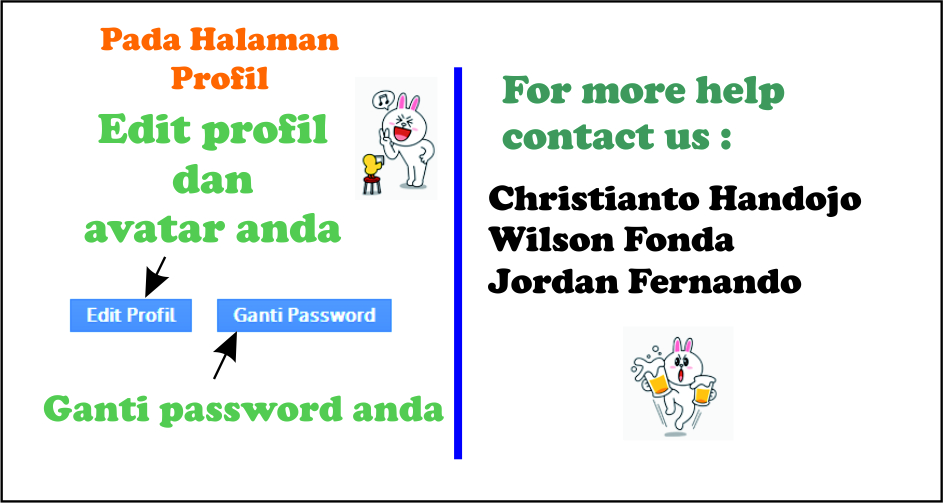 Pada Halaman
Profil
Edit profil
dan
avatar anda
Edit Profil
Ganti Password
Ganti password anda
For more help
contact us :
Christianto Handojo
Wilson Fonda
Jordan Fernando